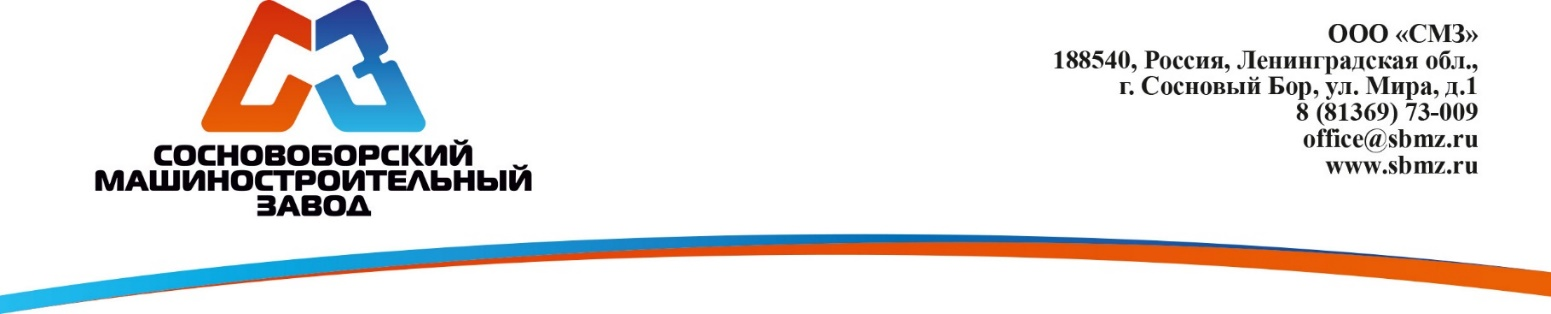 СОСНОВОБОРСКИЙ
МАШИНОСТРОИТЕЛЬНЫЙ
ЗАВОД
ООО «СМЗ»
188540, Россия, Ленинградская обл.,
г. Сосновый Бор, ул. Мира, д.1
8 (81369) 73-009
office@sbmz.ru
www.sbmz.ru